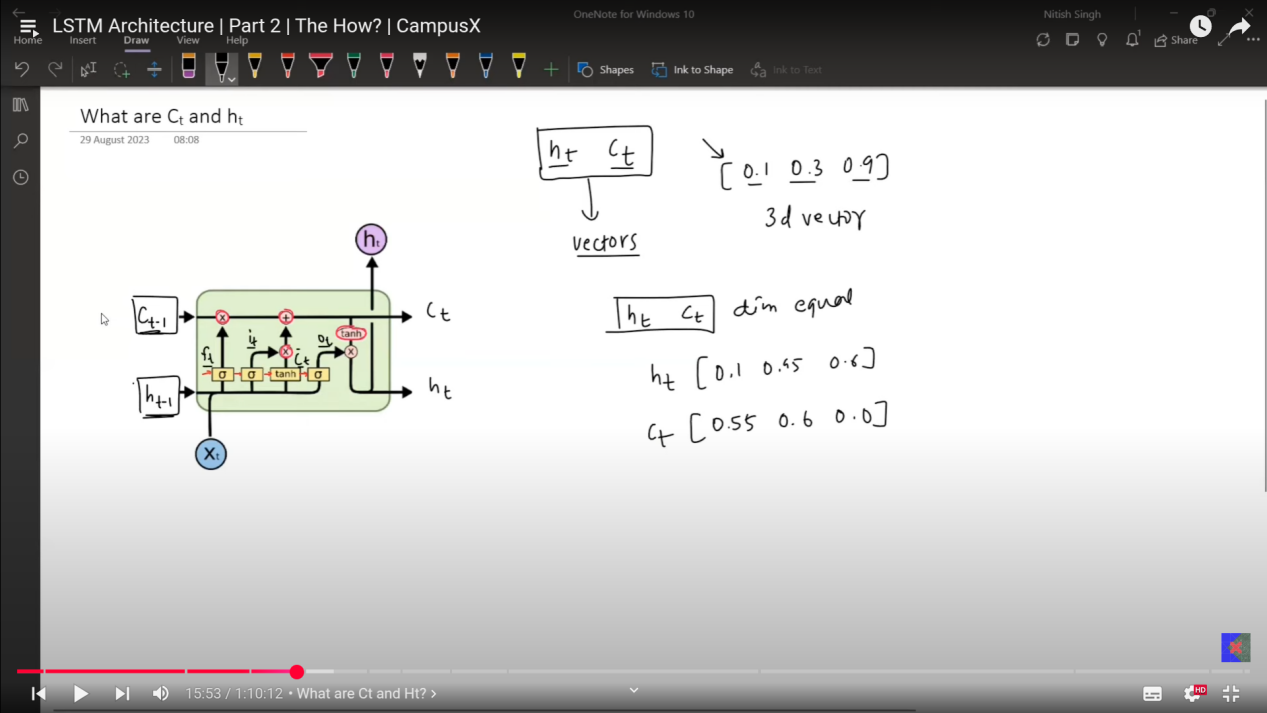 OneNote for Windows 10
Nitish Singh
LSTM Architecture | Part 2 | The How? | CampusX
Home Insert Draw View Help
Share
Shapes Ink to Shape Ink to Text
What are Ct and ht
29 August 2023 08:08
ht Ct
[ 0.1 0.3 0.9 ]
3d vector
vectors
ht
Ct-1
x + Ct
tanh
ft it C̄t ot
x x
σ σ tanh σ
ht-1
ht
Xt
ht Ct dim equal
ht [ 0.1 0.95 0.6 ]
Ct [ 0.55 0.6 0.0 ]
15:53 / 1:10:12 • What are Ct and Ht? >
HD